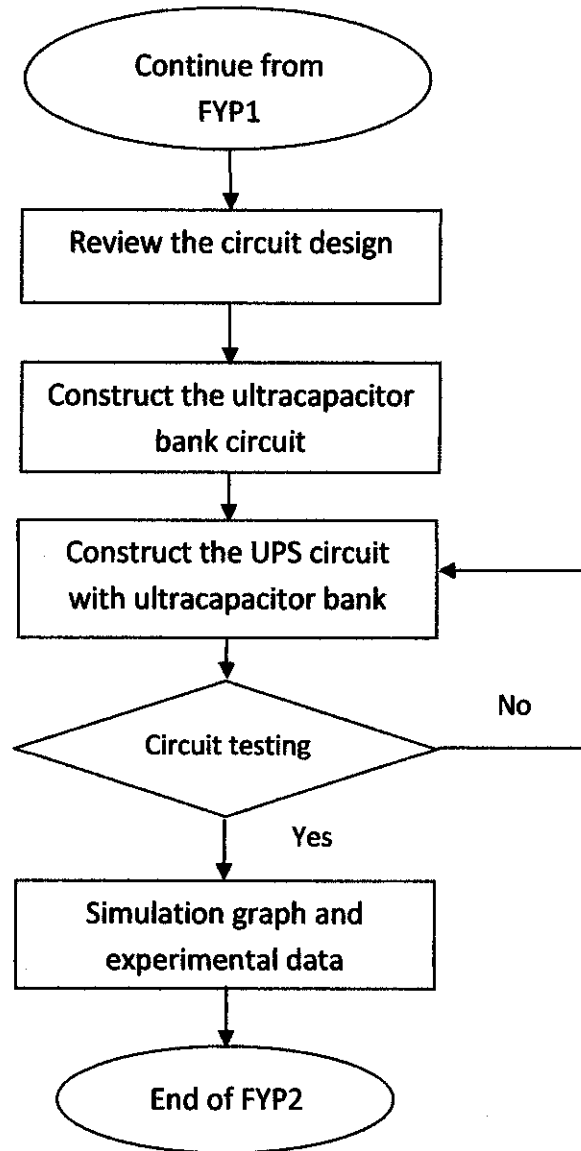 Continue from
FYP1
Review the circuit design
Construct the ultracapacitor
bank circuit
Construct the UPS circuit
with ultracapacitor bank
Circuit testing
No
Yes
Simulation graph and
experimental data
End of FYP2